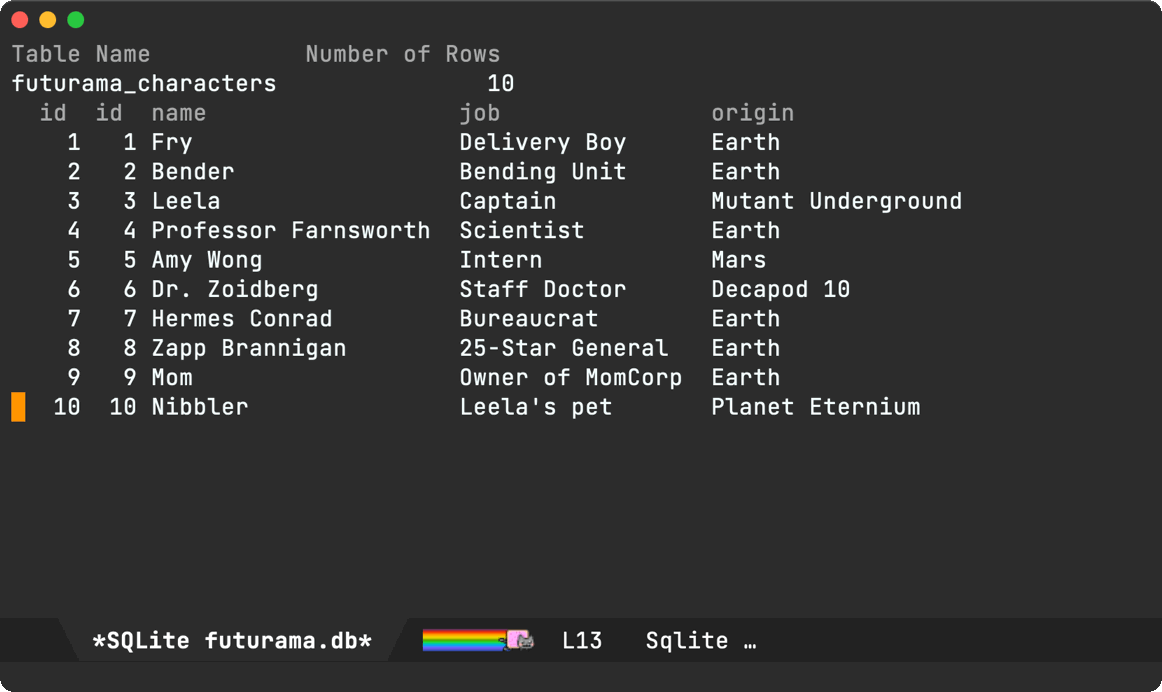 Table Name Number of Rows
futurama_characters 10
id id name job origin
1 1 Fry Delivery Boy Earth
2 2 Bender Bending Unit Earth
3 3 Leela Captain Mutant Underground
4 4 Professor Farnsworth Scientist Earth
5 5 Amy Wong Intern Mars
6 6 Dr. Zoidberg Staff Doctor Decapod 10
7 7 Hermes Conrad Bureaucrat Earth
8 8 Zapp Brannigan 25-Star General Earth
9 9 Mom Owner of MomCorp Earth
10 10 Nibbler Leela's pet Planet Eternium
*SQLite futurama.db* L13 Sqlite …